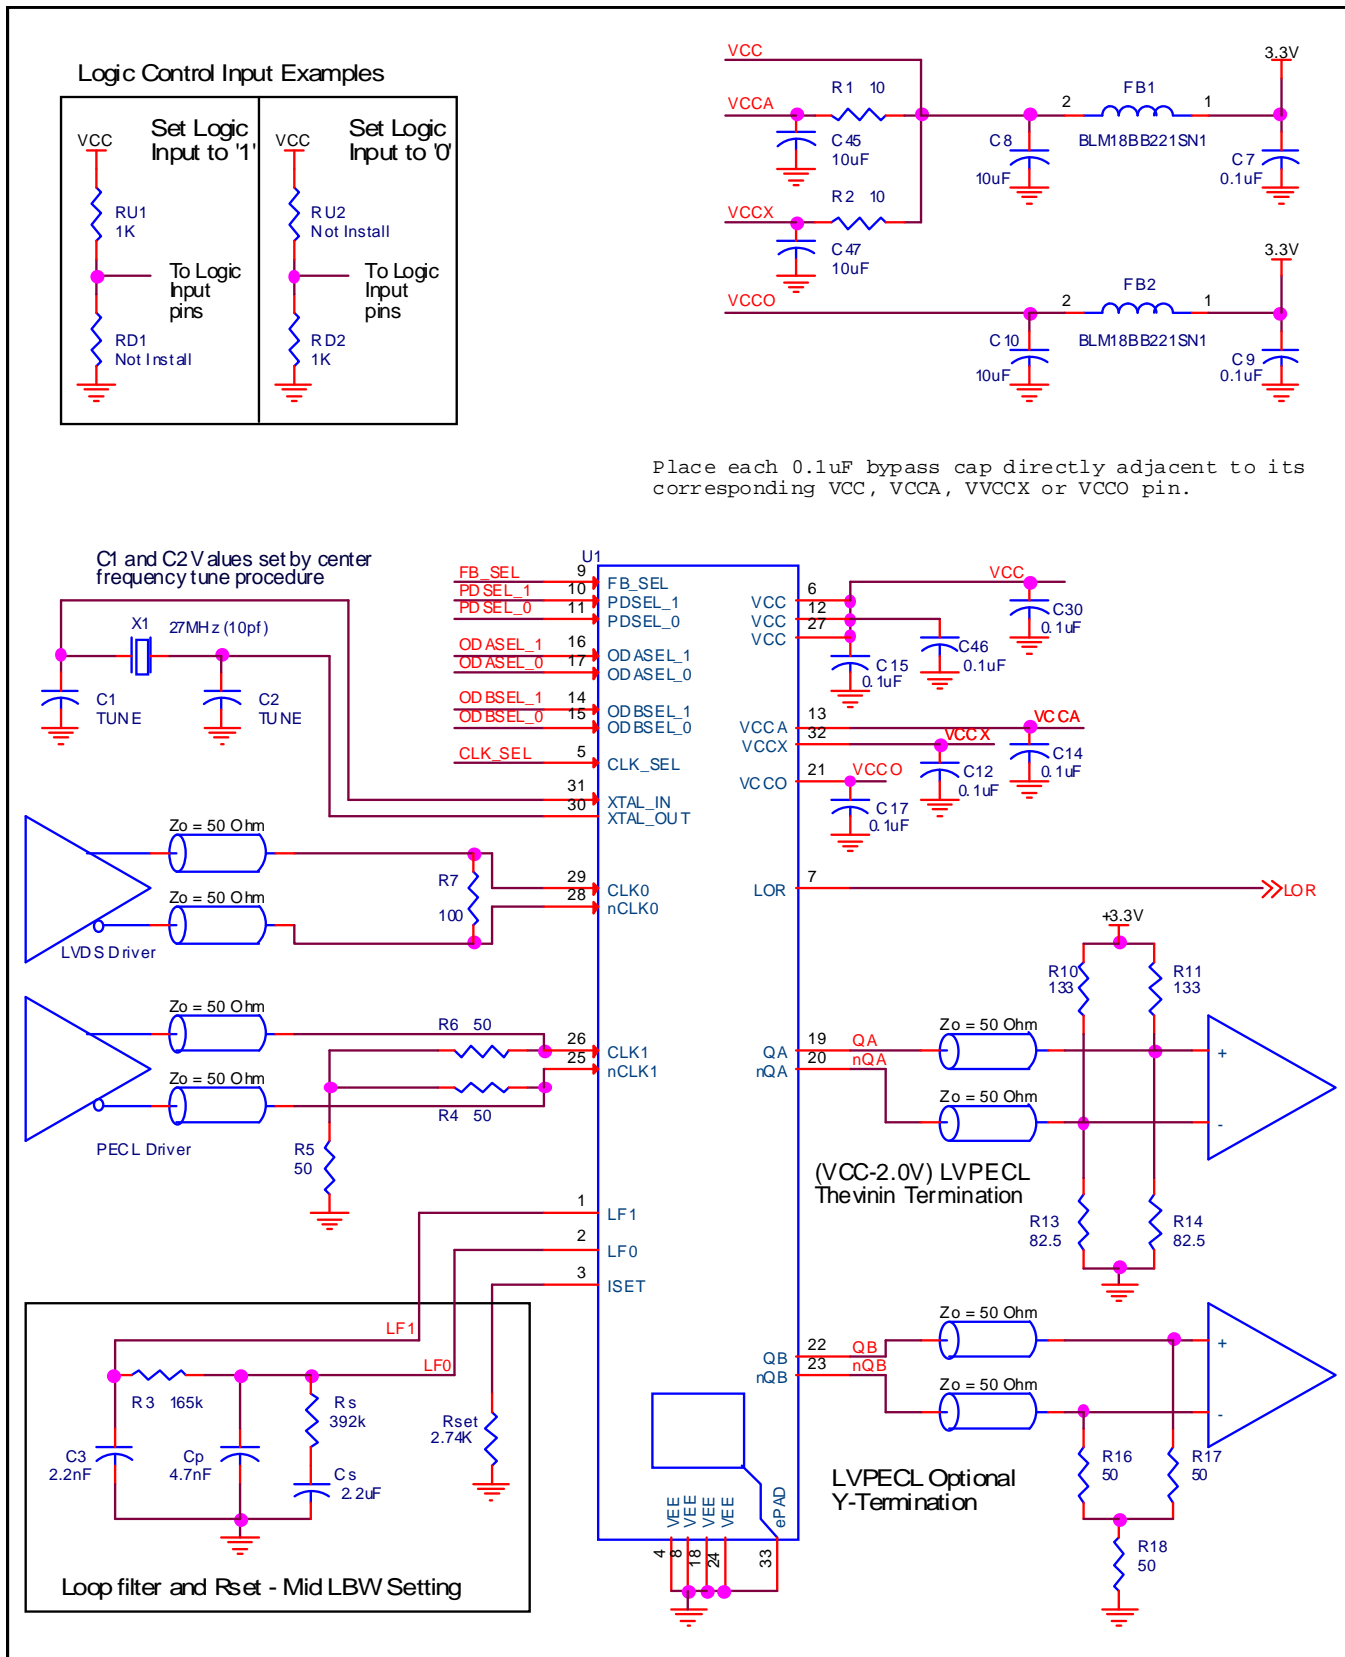 Logic Control Input Examples
VCC
Set Logic
Input to '1'
RU1
1K
To Logic
Input
pins
RD1
Not Install
VCC
Set Logic
Input to '0'
RU2
Not Install
To Logic
Input
pins
RD2
1K
VCC
VCCA
R1 10
C45
10uF
VCCX
R2 10
C47
10uF
C8
10uF
2
FB1
1
BLM18BB221SN1
3.3V
C7
0.1uF
VCCO
C10
10uF
2
FB2
1
BLM18BB221SN1
3.3V
C9
0.1uF
Place each 0.1uF bypass cap directly adjacent to its
corresponding VCC, VCCA, VVCCX or VCCO pin.
C1 and C2 Values set by center
frequency tune procedure
X1
27MHz (10pf)
C1
TUNE
C2
TUNE
U1
FB_SEL
9
FB_SEL
PDSEL_1
10
PDSEL_1
PDSEL_0
11
PDSEL_0
ODASEL_1
16
ODASEL_1
ODASEL_0
17
ODASEL_0
ODBSEL_1
14
ODBSEL_1
ODBSEL_0
15
ODBSEL_0
CLK_SEL
5
CLK_SEL
31
XTAL_IN
30
XTAL_OUT
6
VCC
12
VCC
27
VCC
VCC
C30
0.1uF
C46
0.1uF
C15
0.1uF
13
VCCA
32
VCCX
VCCA
VCCX
C14
0.1uF
C12
0.1uF
21
VCCO
VCCO
C17
0.1uF
Zo = 50 Ohm
Zo = 50 Ohm
LVDS Driver
R7
100
29
CLK0
28
nCLK0
LOR
7
LOR
Zo = 50 Ohm
Zo = 50 Ohm
PECL Driver
R6 50
R4 50
R5
50
26
CLK1
25
nCLK1
+3.3V
R10
133
R11
133
QA
19
QA
nQA
20
nQA
Zo = 50 Ohm
Zo = 50 Ohm
+
-
(VCC-2.0V) LVPECL
Thevinin Termination
R13
82.5
R14
82.5
1
LF1
2
LF0
3
ISET
LF1
LF0
R3 165k
Rs
392k
C3
2.2nF
Cp
4.7nF
Cs
2.2uF
Rset
2.74K
Loop filter and Rset - Mid LBW Setting
QB
22
QB
nQB
23
nQB
Zo = 50 Ohm
Zo = 50 Ohm
+
-
R16
50
R17
50
R18
50
LVPECL Optional
Y-Termination
VEE
VEE
VEE
VEE
ePAD
4
8
18
24
33